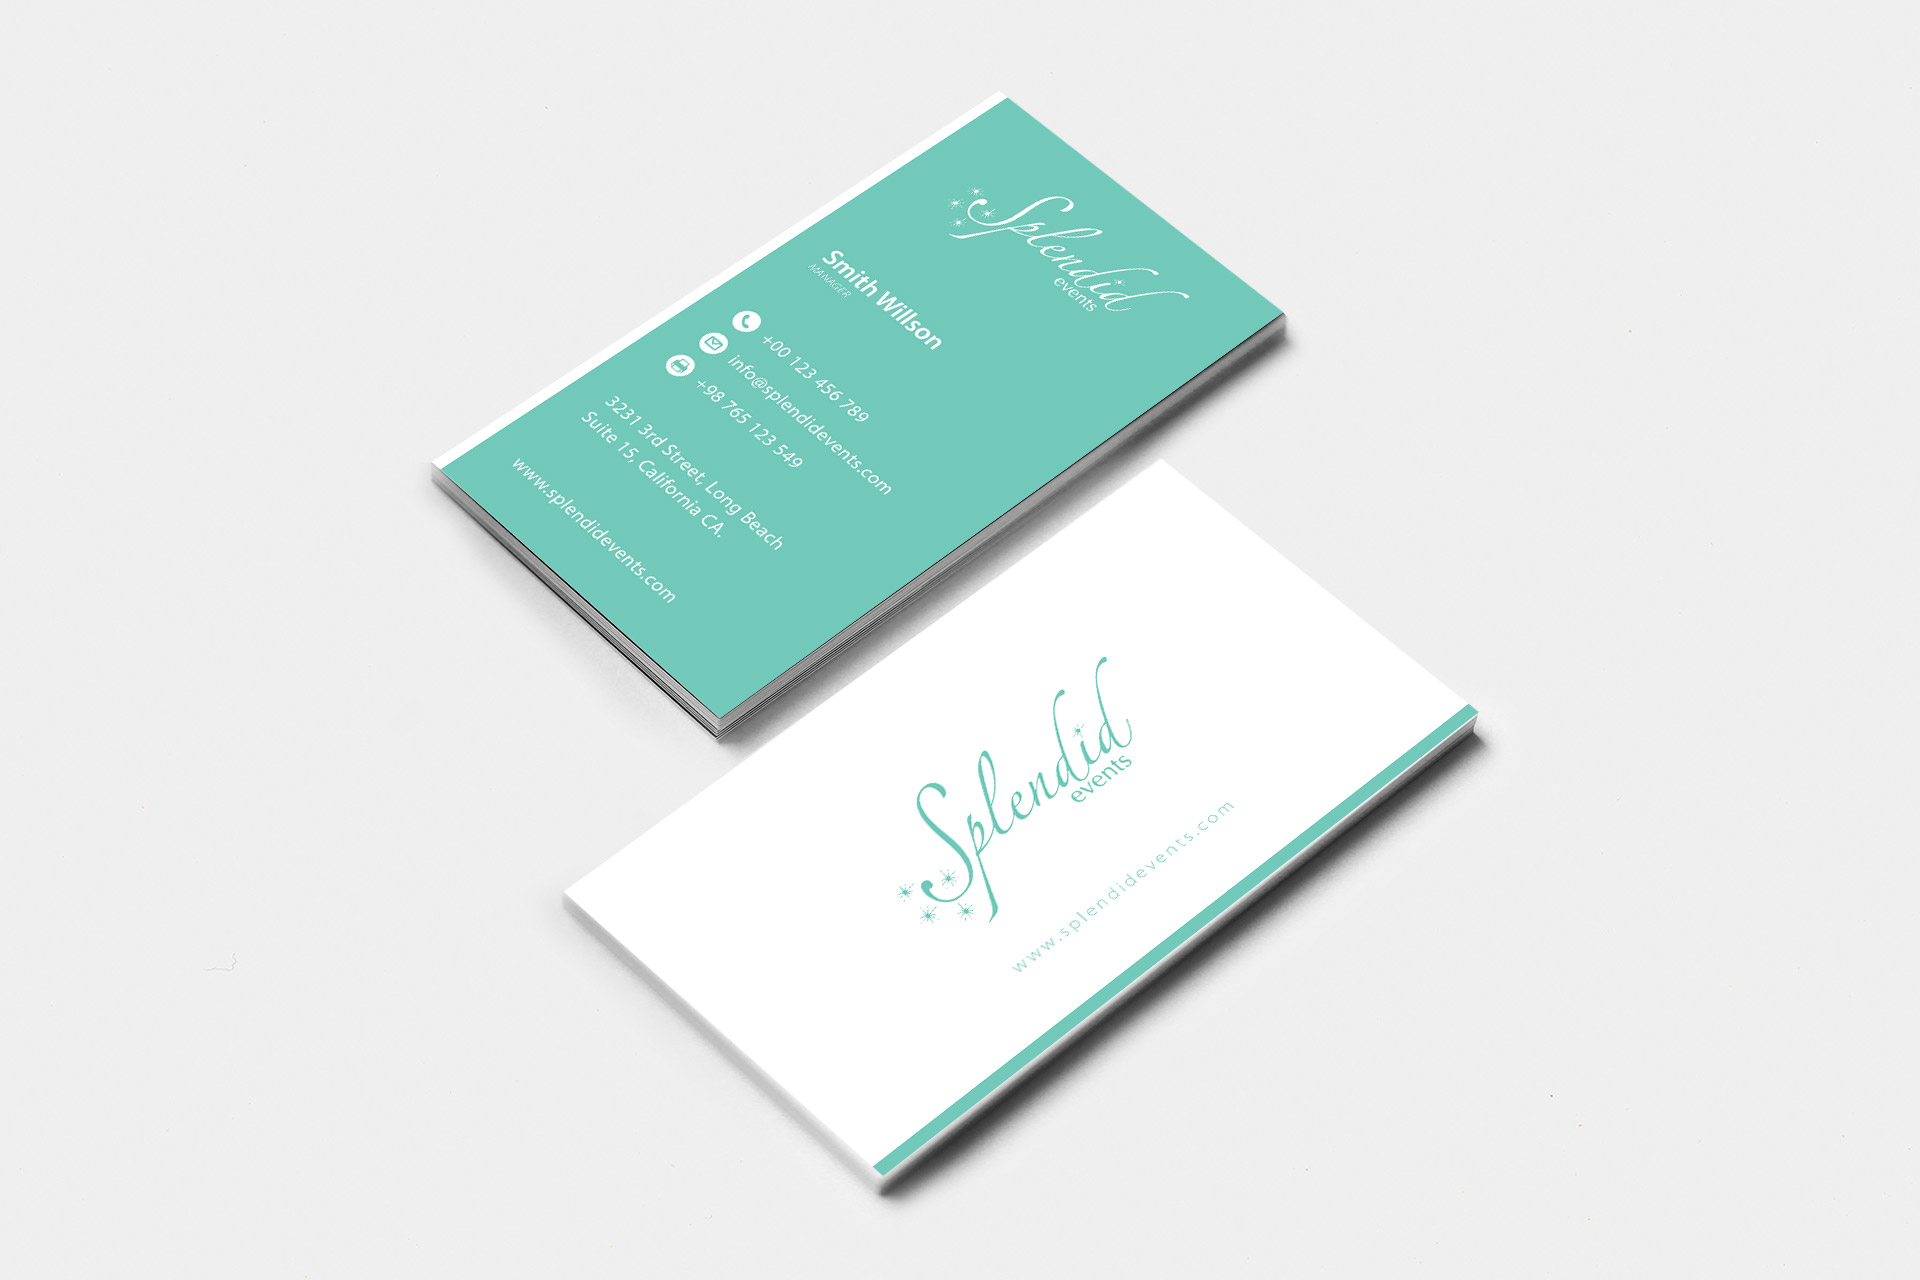 Splendid
events
Smith Willson
MANAGER
+00 123 456 789
info@splendidevents.com
+98 765 123 549
3231 3rd Street, Long Beach
Suite 15, California CA.
www.splendidevents.com
Splendid
events
www.splendidevents.com